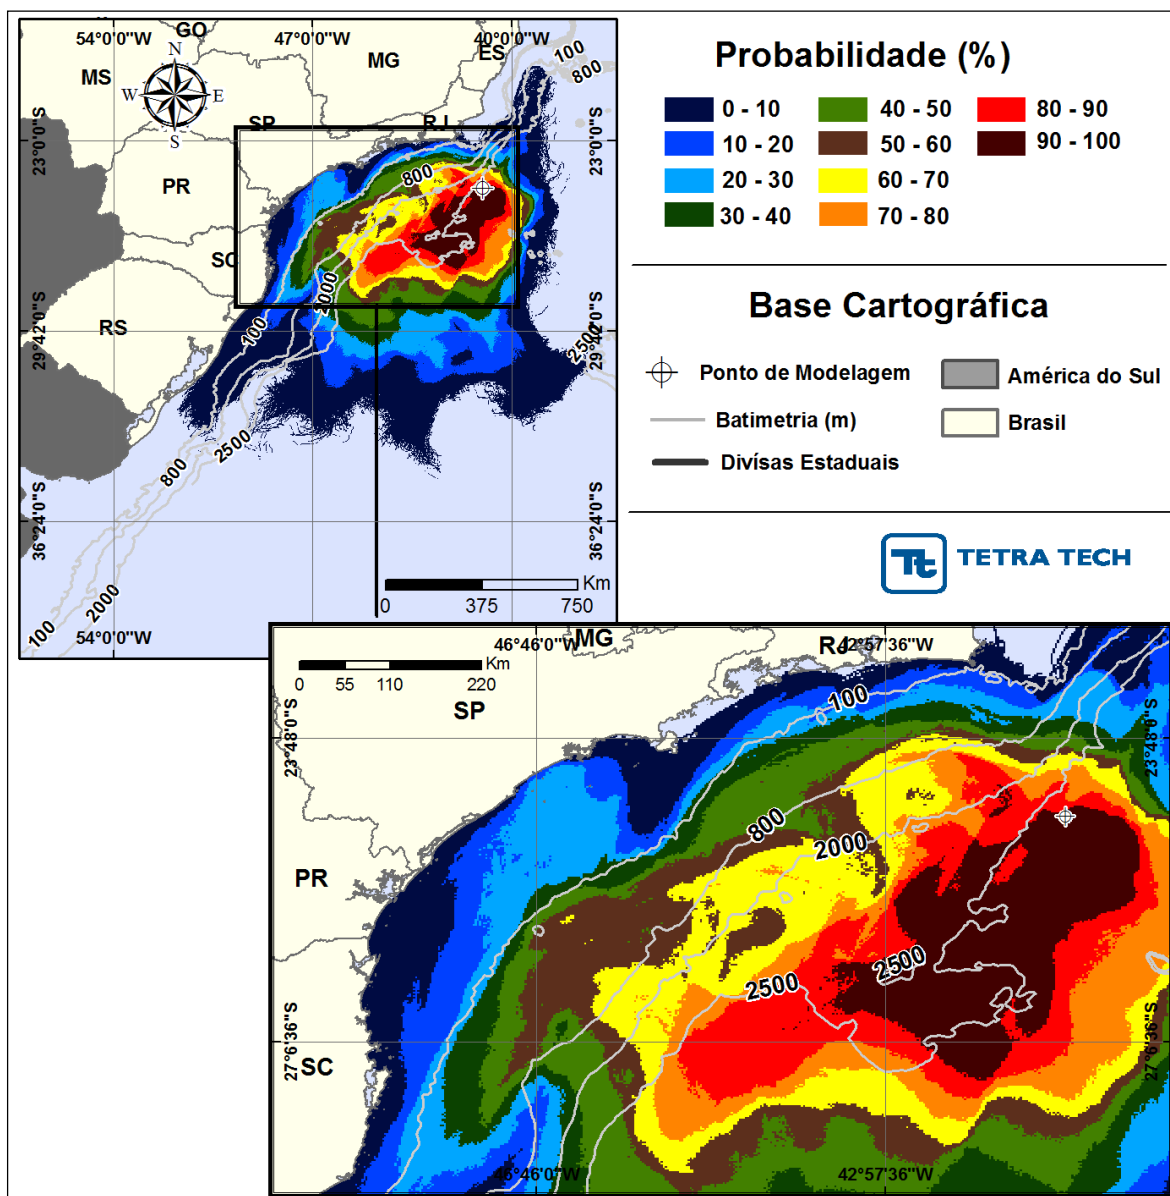 54°0'0"W
47°0'0"W
40°0'0"W
GO
MS
MG
ES
N
W
E
S
SP
RJ
PR
SC
RS
100
800
23°0'0"S
23°0'0"S
800
2000
100
29°42'0"S
29°42'0"S
2500
2500
800
36°24'0"S
36°24'0"S
2000
100
54°0'0"W
Km
0
375
750
Probabilidade (%)
0 - 10
40 - 50
80 - 90
10 - 20
50 - 60
90 - 100
20 - 30
60 - 70
30 - 40
70 - 80
Base Cartográfica
Ponto de Modelagem
América do Sul
Batimetria (m)
Brasil
Divísas Estaduais
Tt
TETRA TECH
46°46'0"W
MG
RJ
42°57'36"W
Km
0
55
110
220
SP
100
23°48'0"S
23°48'0"S
800
2000
PR
2500
2500
27°6'36"S
27°6'36"S
SC
46°46'0"W
42°57'36"W